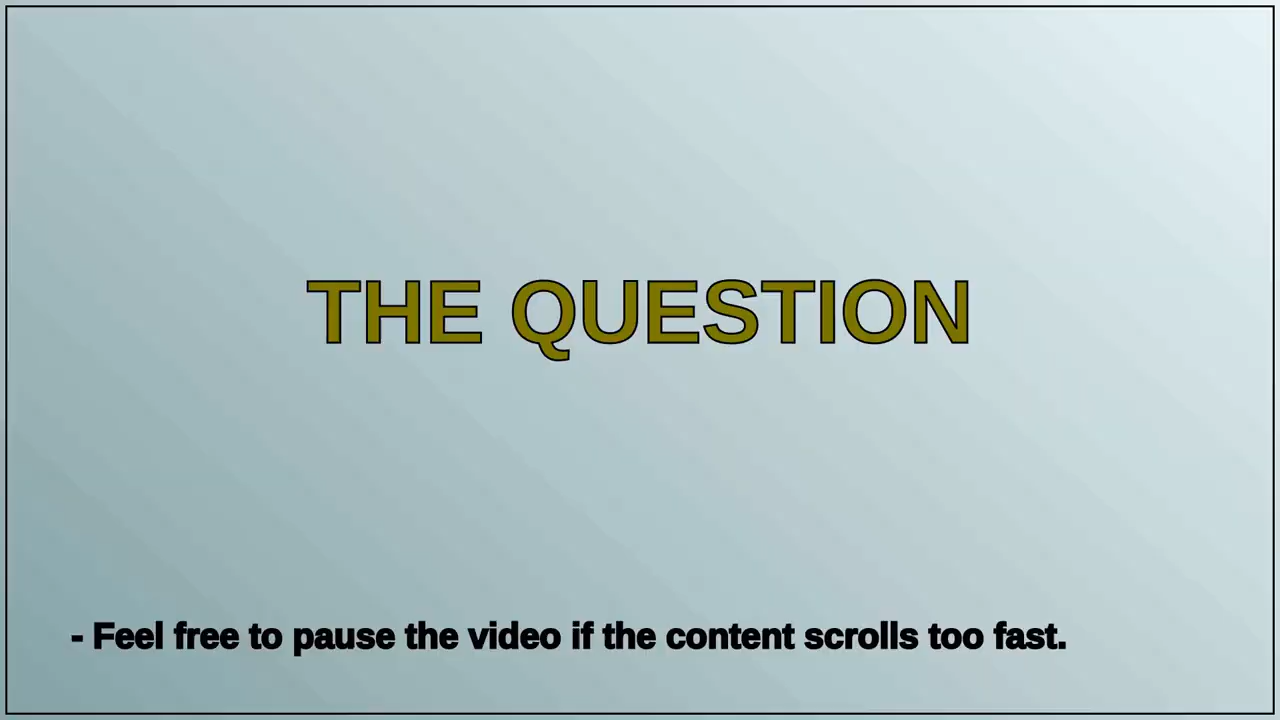 THE QUESTION
- Feel free to pause the video if the content scrolls too fast.